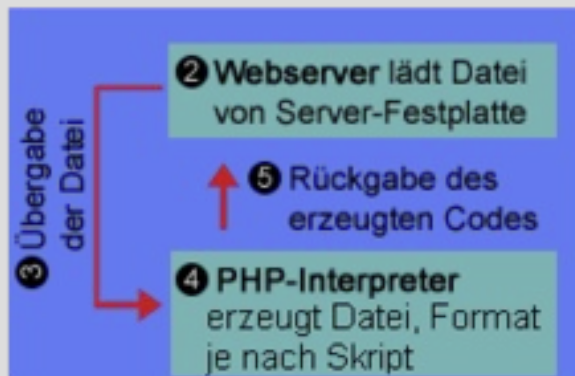 ❷ Webserver lädt Datei
von Server-Festplatte
❸ Übergabe
der Datei
❹ PHP-Interpreter
erzeugt Datei, Format
je nach Skript
❺ Rückgabe des
erzeugten Codes